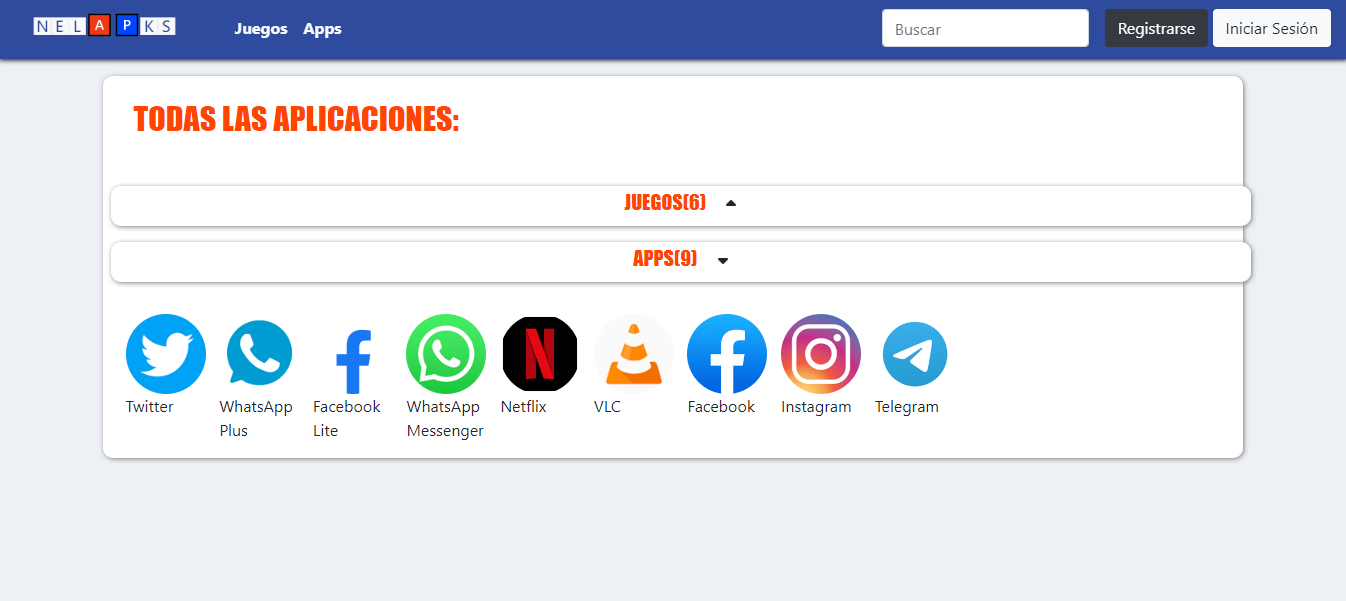 NELAPKS Juegos Apps Buscar Registrarse Iniciar Sesión
TODAS LAS APLICACIONES:
JUEGOS(6)
APPS(9)
Twitter WhatsApp Facebook WhatsApp Netflix VLC Facebook Instagram Telegram
Plus Lite Messenger